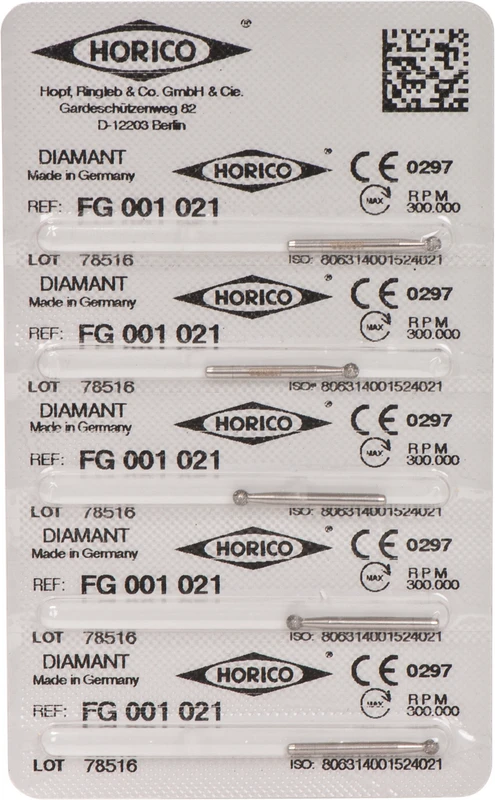 HORICO ®
Hopf, Ringleb & Co. GmbH & Cie.
Gardeschützenweg 82
D-12203 Berlin
DIAMANT HORICO ® CE 0297
Made in Germany
MAX RPM
REF: FG 001 021 300.000
LOT 78516 ISO: 806314001524021
DIAMANT HORICO ® CE 0297
Made in Germany
MAX RPM
REF: FG 001 021 300.000
LOT 78516 ISO: 806314001524021
DIAMANT HORICO ® CE 0297
Made in Germany
MAX RPM
REF: FG 001 021 300.000
LOT 78516 ISO: 806314001524021
DIAMANT HORICO ® CE 0297
Made in Germany
MAX RPM
REF: FG 001 021 300.000
LOT 78516 ISO: 806314001524021
DIAMANT HORICO ® CE 0297
Made in Germany
MAX RPM
REF: FG 001 021 300.000
LOT 78516 ISO: 806314001524021